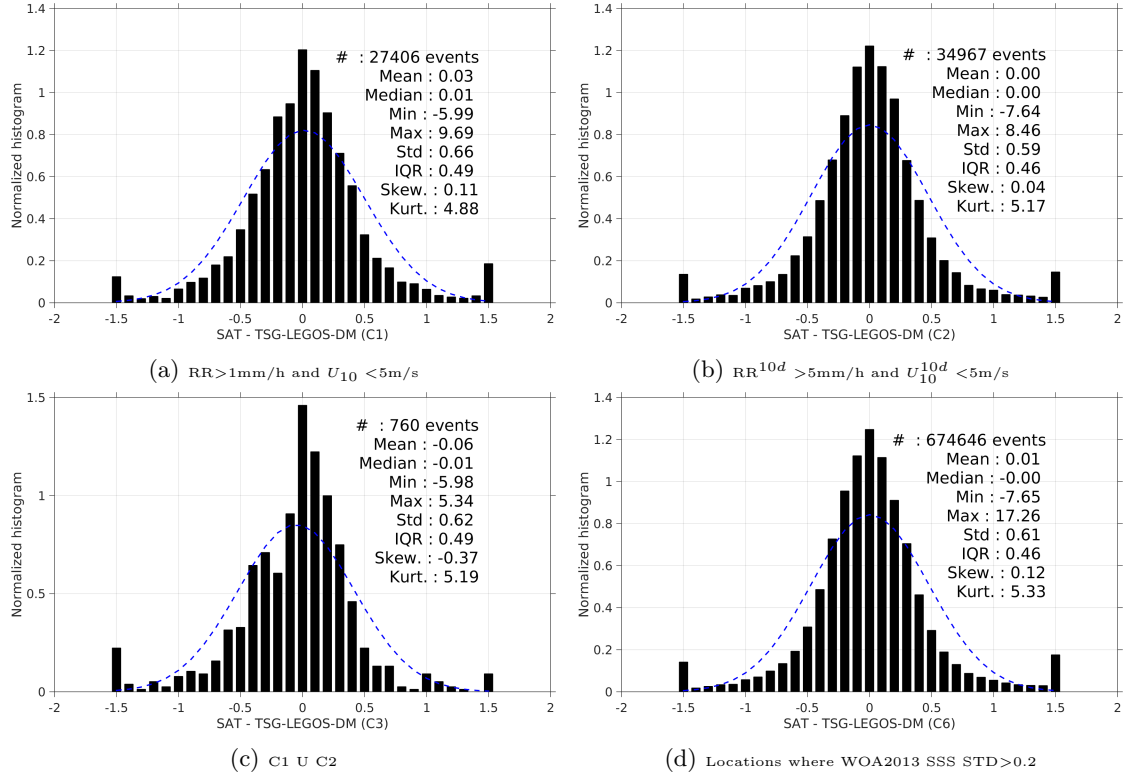 1.4
1.2
1
0.8
0.6
0.4
0.2
0
-2
-1.5
-1
-0.5
0
0.5
1
1.5
2
Normalized histogram
SAT - TSG-LEGOS-DM (C1)
# : 27406 events
Mean : 0.03
Median : 0.01
Min : -5.99
Max : 9.69
Std : 0.66
IQR : 0.49
Skew. : 0.11
Kurt. : 4.88
(a) RR>1mm/h and U10 <5m/s
1.4
1.2
1
0.8
0.6
0.4
0.2
0
-2
-1.5
-1
-0.5
0
0.5
1
1.5
2
Normalized histogram
SAT - TSG-LEGOS-DM (C2)
# : 34967 events
Mean : 0.00
Median : 0.00
Min : -7.64
Max : 8.46
Std : 0.59
IQR : 0.46
Skew. : 0.04
Kurt. : 5.17
(b) RR^10d >5mm/h and U10^10d <5m/s
1.5
1
0.5
0
-2
-1.5
-1
-0.5
0
0.5
1
1.5
2
Normalized histogram
SAT - TSG-LEGOS-DM (C3)
# : 760 events
Mean : -0.06
Median : -0.01
Min : -5.98
Max : 5.34
Std : 0.62
IQR : 0.49
Skew. : -0.37
Kurt. : 5.19
(c) C1 U C2
1.4
1.2
1
0.8
0.6
0.4
0.2
0
-2
-1.5
-1
-0.5
0
0.5
1
1.5
2
Normalized histogram
SAT - TSG-LEGOS-DM (C6)
# : 674646 events
Mean : 0.01
Median : -0.00
Min : -7.65
Max : 17.26
Std : 0.61
IQR : 0.46
Skew. : 0.12
Kurt. : 5.33
(d) Locations where WOA2013 SSS STD>0.2